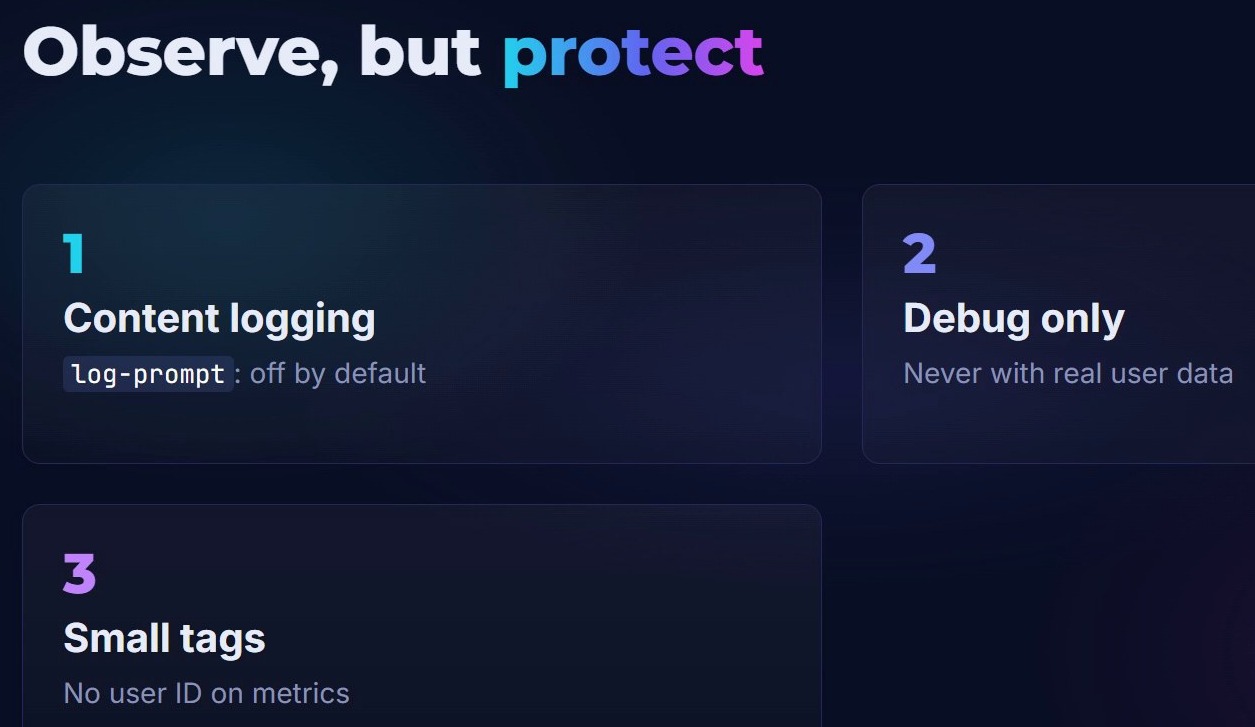 Observe, but protect
1
Content logging
log-prompt: off by default
2
Debug only
Never with real user data
3
Small tags
No user ID on metrics